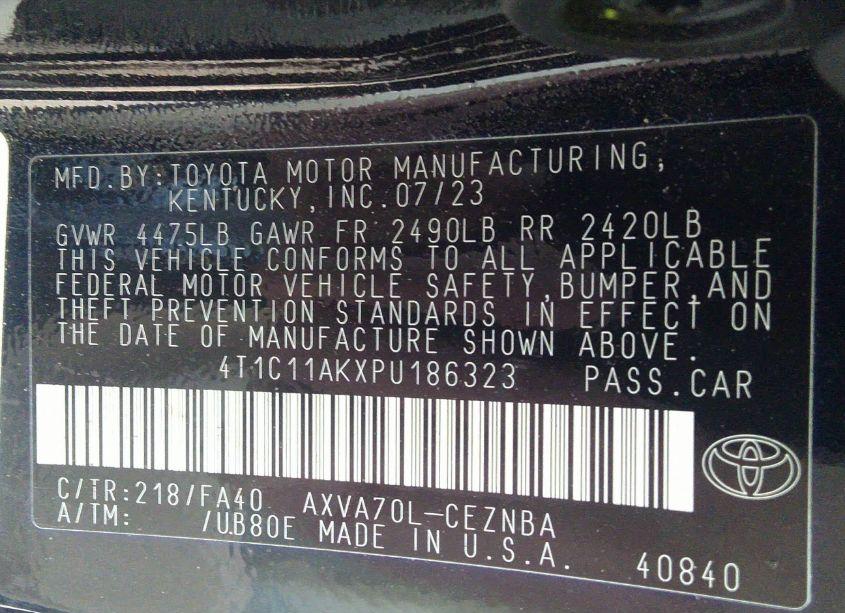 MFD.BY:TOYOTA MOTOR MANUFACTURING,
KENTUCKY,INC.07/23
GVWR 4475LB GAWR FR 2490LB RR 2420LB
THIS VEHICLE CONFORMS TO ALL APPLICABLE
FEDERAL MOTOR VEHICLE SAFETY,BUMPER,AND
THEFT PREVENTION STANDARDS IN EFFECT ON
THE DATE OF MANUFACTURE SHOWN ABOVE.
4T1C11AKXPU186323 PASS.CAR
C/TR:218/FA40 AXVA70L-CEZNBA
A/TM: /UB80E MADE IN U.S.A.
40840